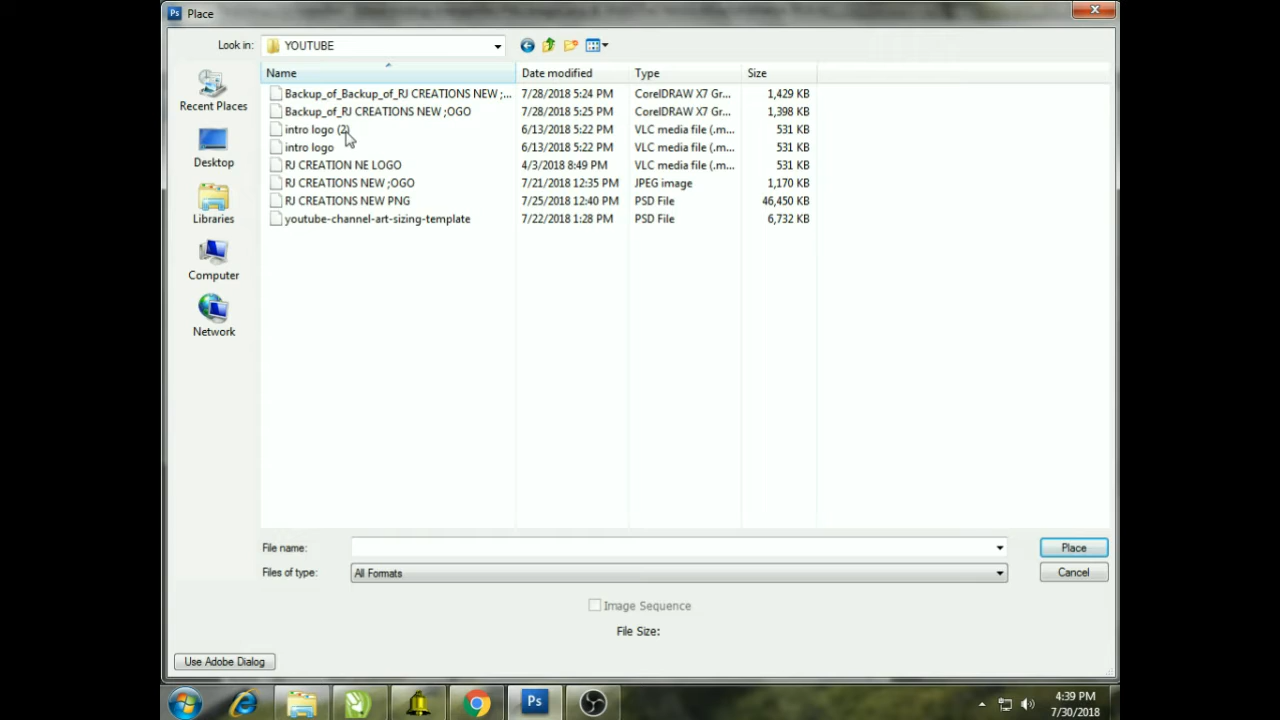 Ps Place
Look in: YOUTUBE
Name Date modified Type Size
Backup_of_Backup_of_RJ CREATIONS NEW ;... 7/28/2018 5:24 PM CorelDRAW X7 Gr... 1,429 KB
Backup_of_RJ CREATIONS NEW ;OGO 7/28/2018 5:25 PM CorelDRAW X7 Gr... 1,398 KB
intro logo (2) 6/13/2018 5:22 PM VLC media file (.m... 531 KB
intro logo 6/13/2018 5:22 PM VLC media file (.m... 531 KB
RJ CREATION NE LOGO 4/3/2018 8:49 PM VLC media file (.m... 531 KB
RJ CREATIONS NEW ;OGO 7/21/2018 12:35 PM JPEG image 1,170 KB
RJ CREATIONS NEW PNG 7/25/2018 12:40 PM PSD File 46,450 KB
youtube-channel-art-sizing-template 7/22/2018 1:28 PM PSD File 6,732 KB
Recent Places
Desktop
Libraries
Computer
Network
File name: Place
Files of type: All Formats Cancel
Image Sequence
File Size:
Use Adobe Dialog
Ps
4:39 PM
7/30/2018